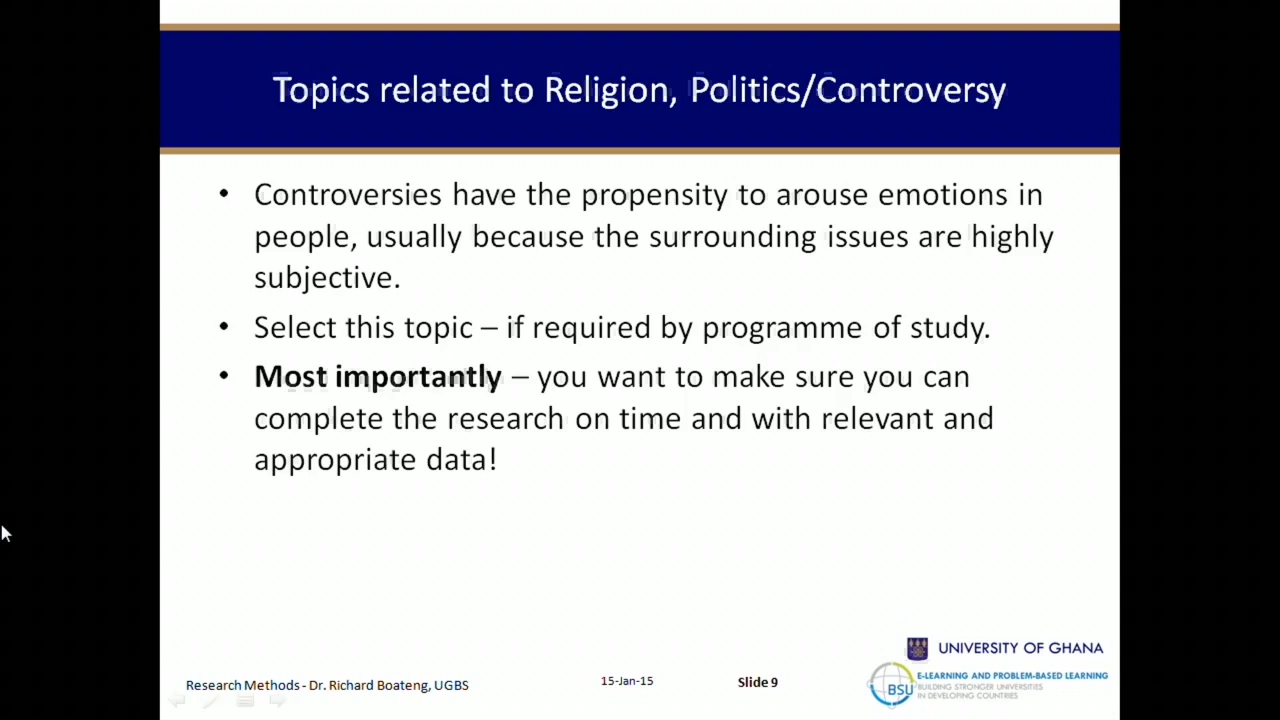 Topics related to Religion, Politics/Controversy
• Controversies have the propensity to arouse emotions in
people, usually because the surrounding issues are highly
subjective.
• Select this topic – if required by programme of study.
• Most importantly – you want to make sure you can
complete the research on time and with relevant and
appropriate data!
UNIVERSITY OF GHANA
BSU
E-LEARNING AND PROBLEM-BASED LEARNING
BUILDING STRONGER UNIVERSITIES
IN DEVELOPING COUNTRIES
Research Methods - Dr. Richard Boateng, UGBS
15-Jan-15
Slide 9